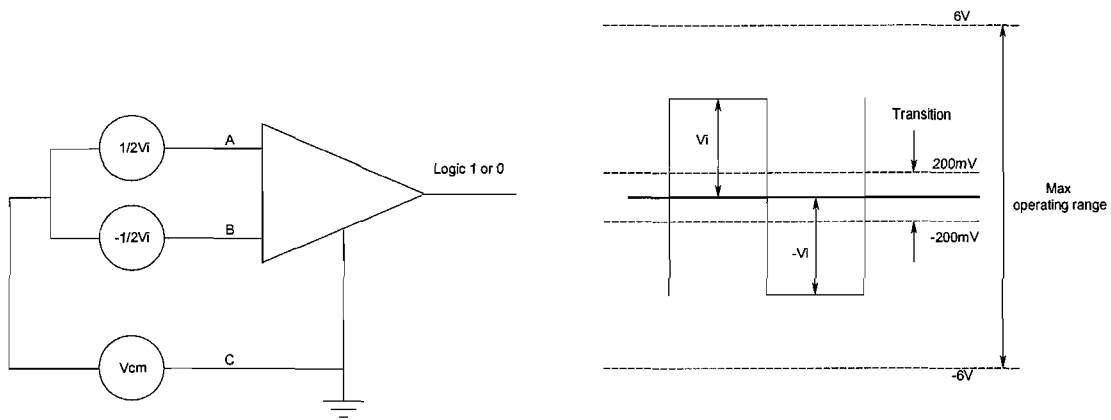 1/2Vi
A
-1/2Vi
B
Vcm
C
Logic 1 or 0
6V
Transition
Vi
200mV
Max
operating range
-Vi
-200mV
-6V